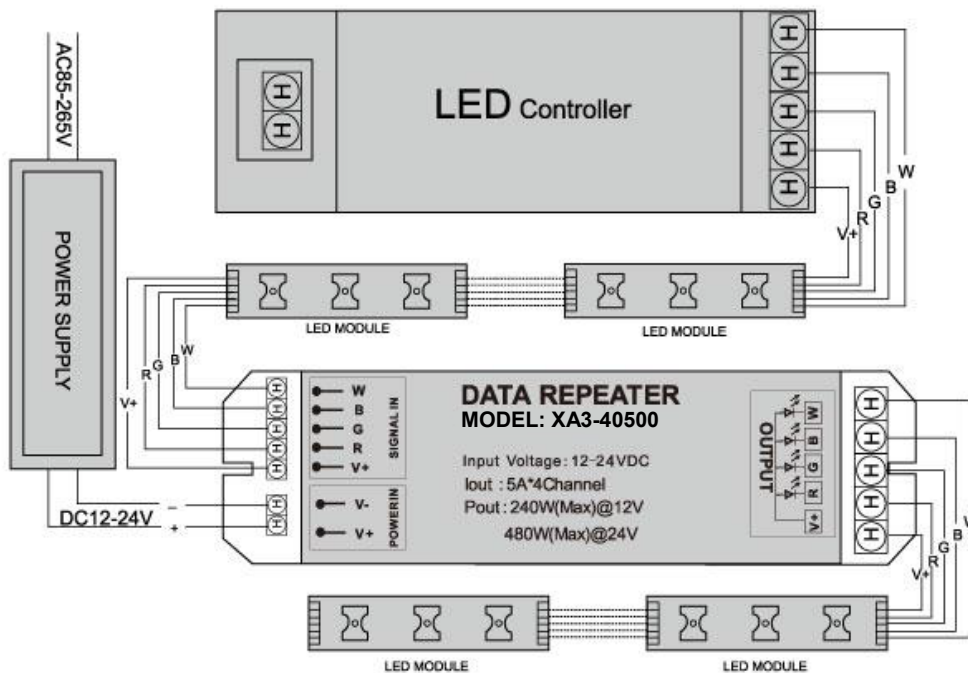 AC85-265V
POWER SUPPLY
LED Controller
W
B
G
R
V+
LED MODULE
LED MODULE
V+
R
G
B
W
DATA REPEATER
MODEL: XA3-40500
Input Voltage:12-24VDC
Iout :5A*4Channel
Pout:240W(Max)@12V
480W(Max)@24V
W
B
G
R
V+
SIGNAL IN
V-
V+
POWERIN
OUTPUT
W
B
G
R
V+
DC12-24V
–
+
B
G
R
V+
LED MODULE
LED MODULE